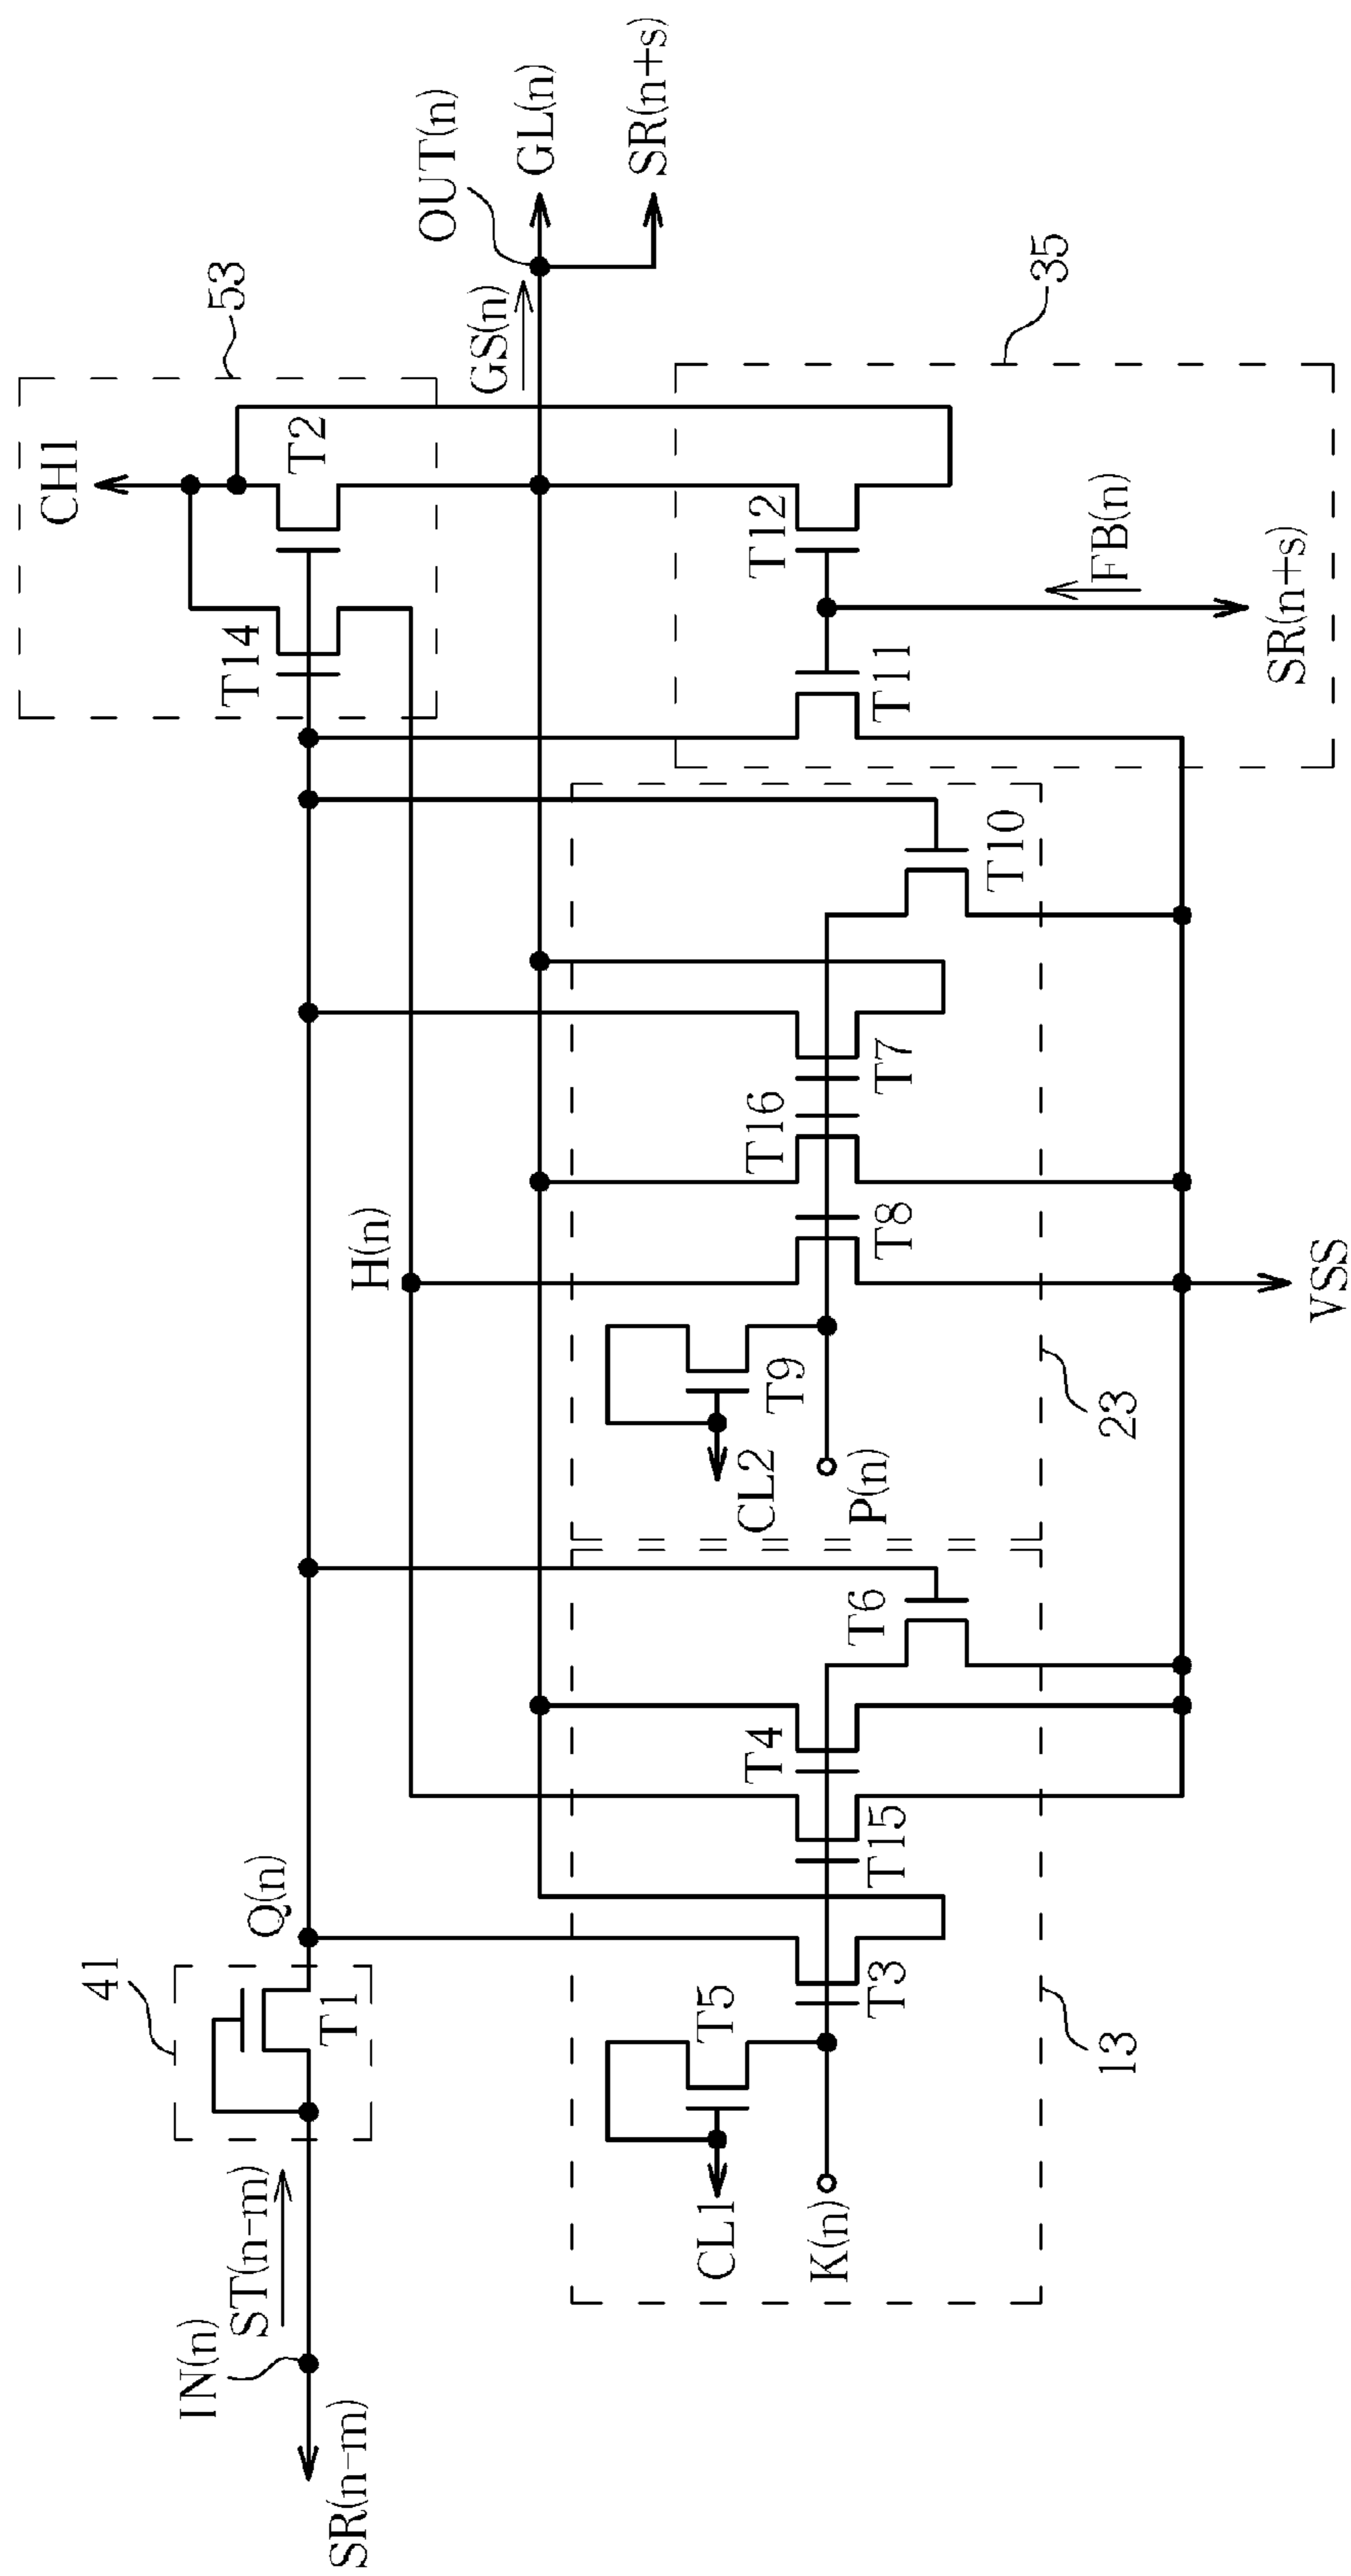 SR(n-m)
IN(n)
ST(n-m)
41
T1
Q(n)
CH1
53
T14
T2
OUT(n)
GS(n)
GL(n)
SR(n+s)
H(n)
CL1
T5
K(n)
T3
T15
T4
T6
13
CL2
T9
P(n)
T8
T16
T7
T10
23
T11
T12
FB(n)
SR(n+s)
35
VSS